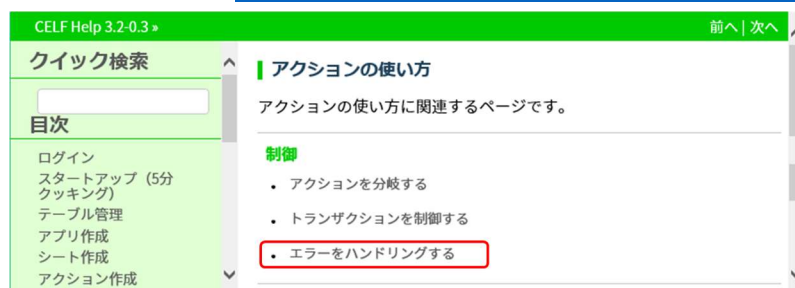 CELF Help 3.2-0.3 »
前へ | 次へ
クイック検索
目次
ログイン
スタートアップ（5分
クッキング）
テーブル管理
アプリ作成
シート作成
アクション作成
アクションの使い方
アクションの使い方に関連するページです。
制御
• アクションを分岐する
• トランザクションを制御する
• エラーをハンドリングする